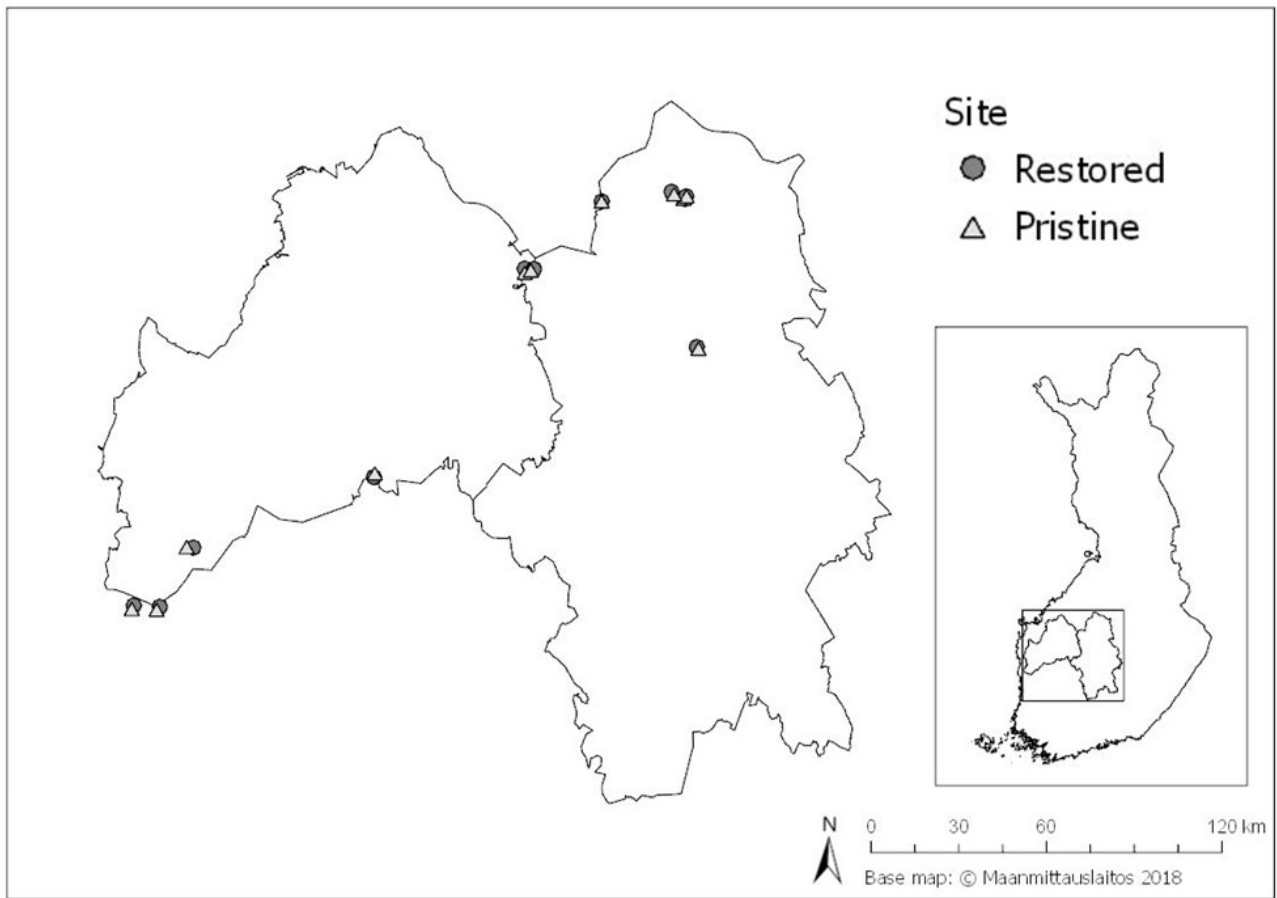 Site
Restored
Pristine
N
0 30 60 120 km
Base map: © Maanmittauslaitos 2018